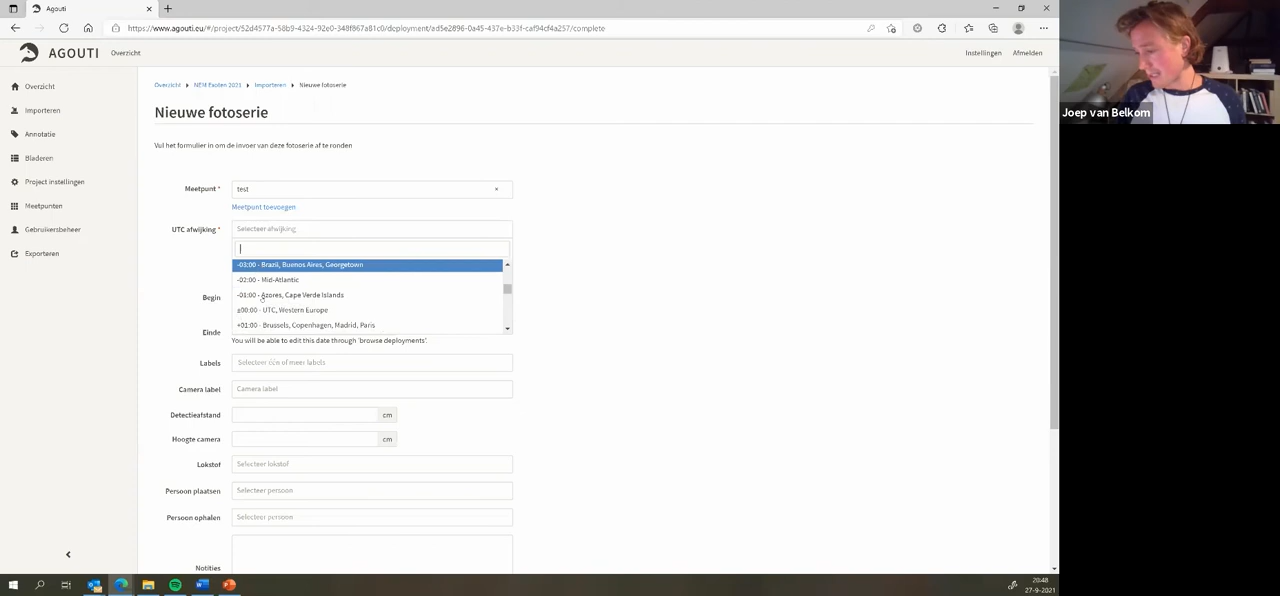 Agouti
https://www.agouti.eu/#/project/52d4577a-58b9-4324-92e0-348f867a81c0/deployment/ad5e2896-0a45-437e-b33f-caf94cf54979/complete
AGOUTI
Overzicht
Instellingen
Afmelden
Overzicht
Importeren
Annotatie
Bladeren
Project instellingen
Meetpunten
Gebruikersbeheer
Exporteren
Overzicht NEM Exoten 2021 Importeren Nieuwe fotoserie
Nieuwe fotoserie
Vul het formulier in om de invoer van deze fotoserie af te ronden
Meetpunt * test ×
Meetpunt toevoegen
UTC afwijking * Selecteer afwijking
-03:00 - Brazil, Buenos Aires, Georgetown
-02:00 - Mid-Atlantic
-01:00 - Azores, Cape Verde Islands
Begin
±00:00 - UTC, Western Europe
+01:00 - Brussels, Copenhagen, Madrid, Paris
Einde
You will be able to edit this date through 'browse deployments'.
Labels Selecteer één of meer labels
Camera label Camera label
Detectieafstand cm
Hoogte camera cm
Lokstof Selecteer lokstof
Persoon plaatsen Selecteer persoon
Persoon ophalen Selecteer persoon
Notities
Joep van Belkom
20:48
27-9-2021